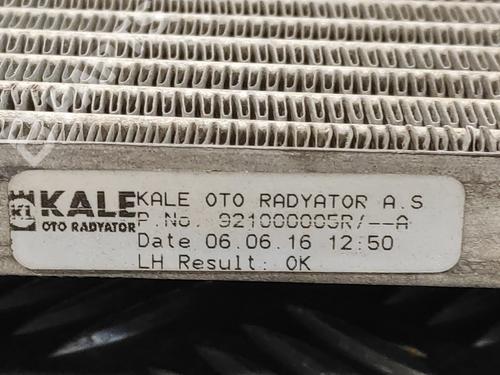 KALE
OTO RADYATOR
KALE OTO RADYATOR A.S
P.No. 921000005R/--A
Date 06.06.16 12:50
LH Result: OK